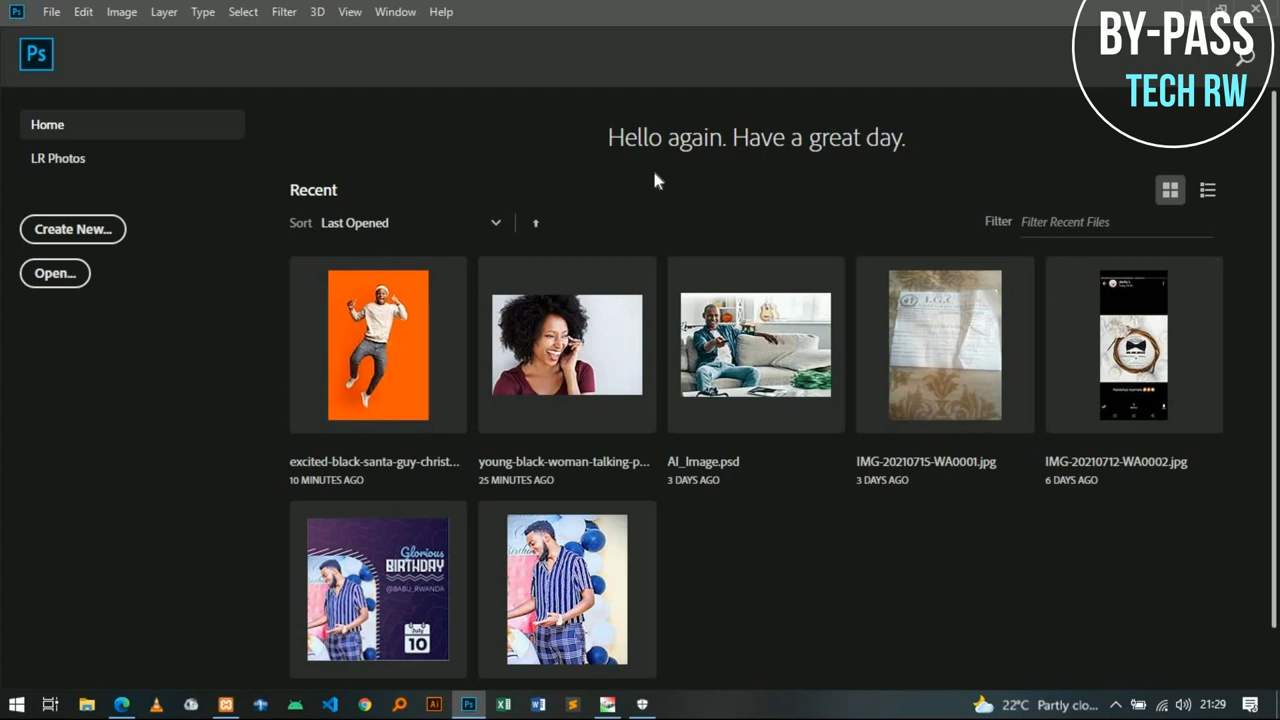 File Edit Image Layer Type Select Filter 3D View Window Help
BY-PASS
TECH RW
Ps
Home
LR Photos
Create New...
Open...
Hello again. Have a great day.
Recent
Sort Last Opened
Filter Filter Recent Files
excited-black-santa-guy-christ...
10 MINUTES AGO
young-black-woman-talking-p...
25 MINUTES AGO
AI_Image.psd
3 DAYS AGO
IMG-20210715-WA0001.jpg
3 DAYS AGO
IMG-20210712-WA0002.jpg
6 DAYS AGO
Glorious
BIRTHDAY
@BABU_RWANDA
July
10
22°C Partly clo...
21:29